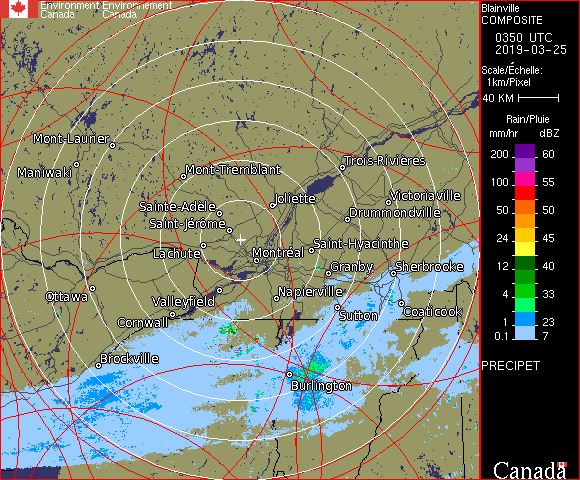 Environment Environnement
Canada Canada
Blainville
COMPOSITE
0350 UTC
2019-03-25
Scale/Échelle:
1km/Pixel
40 KM
Rain/Pluie
mm/hr dBZ
200 60
100 55
50 50
24 45
12 40
4 33
1 23
0.1 7
PRECIPET
Mont-Laurier
Maniwaki
Mont-Tremblant
Trois-Rivières
Joliette
Victoriaville
Sainte-Adèle
Drummondville
Saint-Jérôme
Saint-Hyacinthe
Lachute
Montréal
Granby
Sherbrooke
Ottawa
Valleyfield
Napierville
Cornwall
Sutton
Coaticook
Brockville
Burlington
Canada